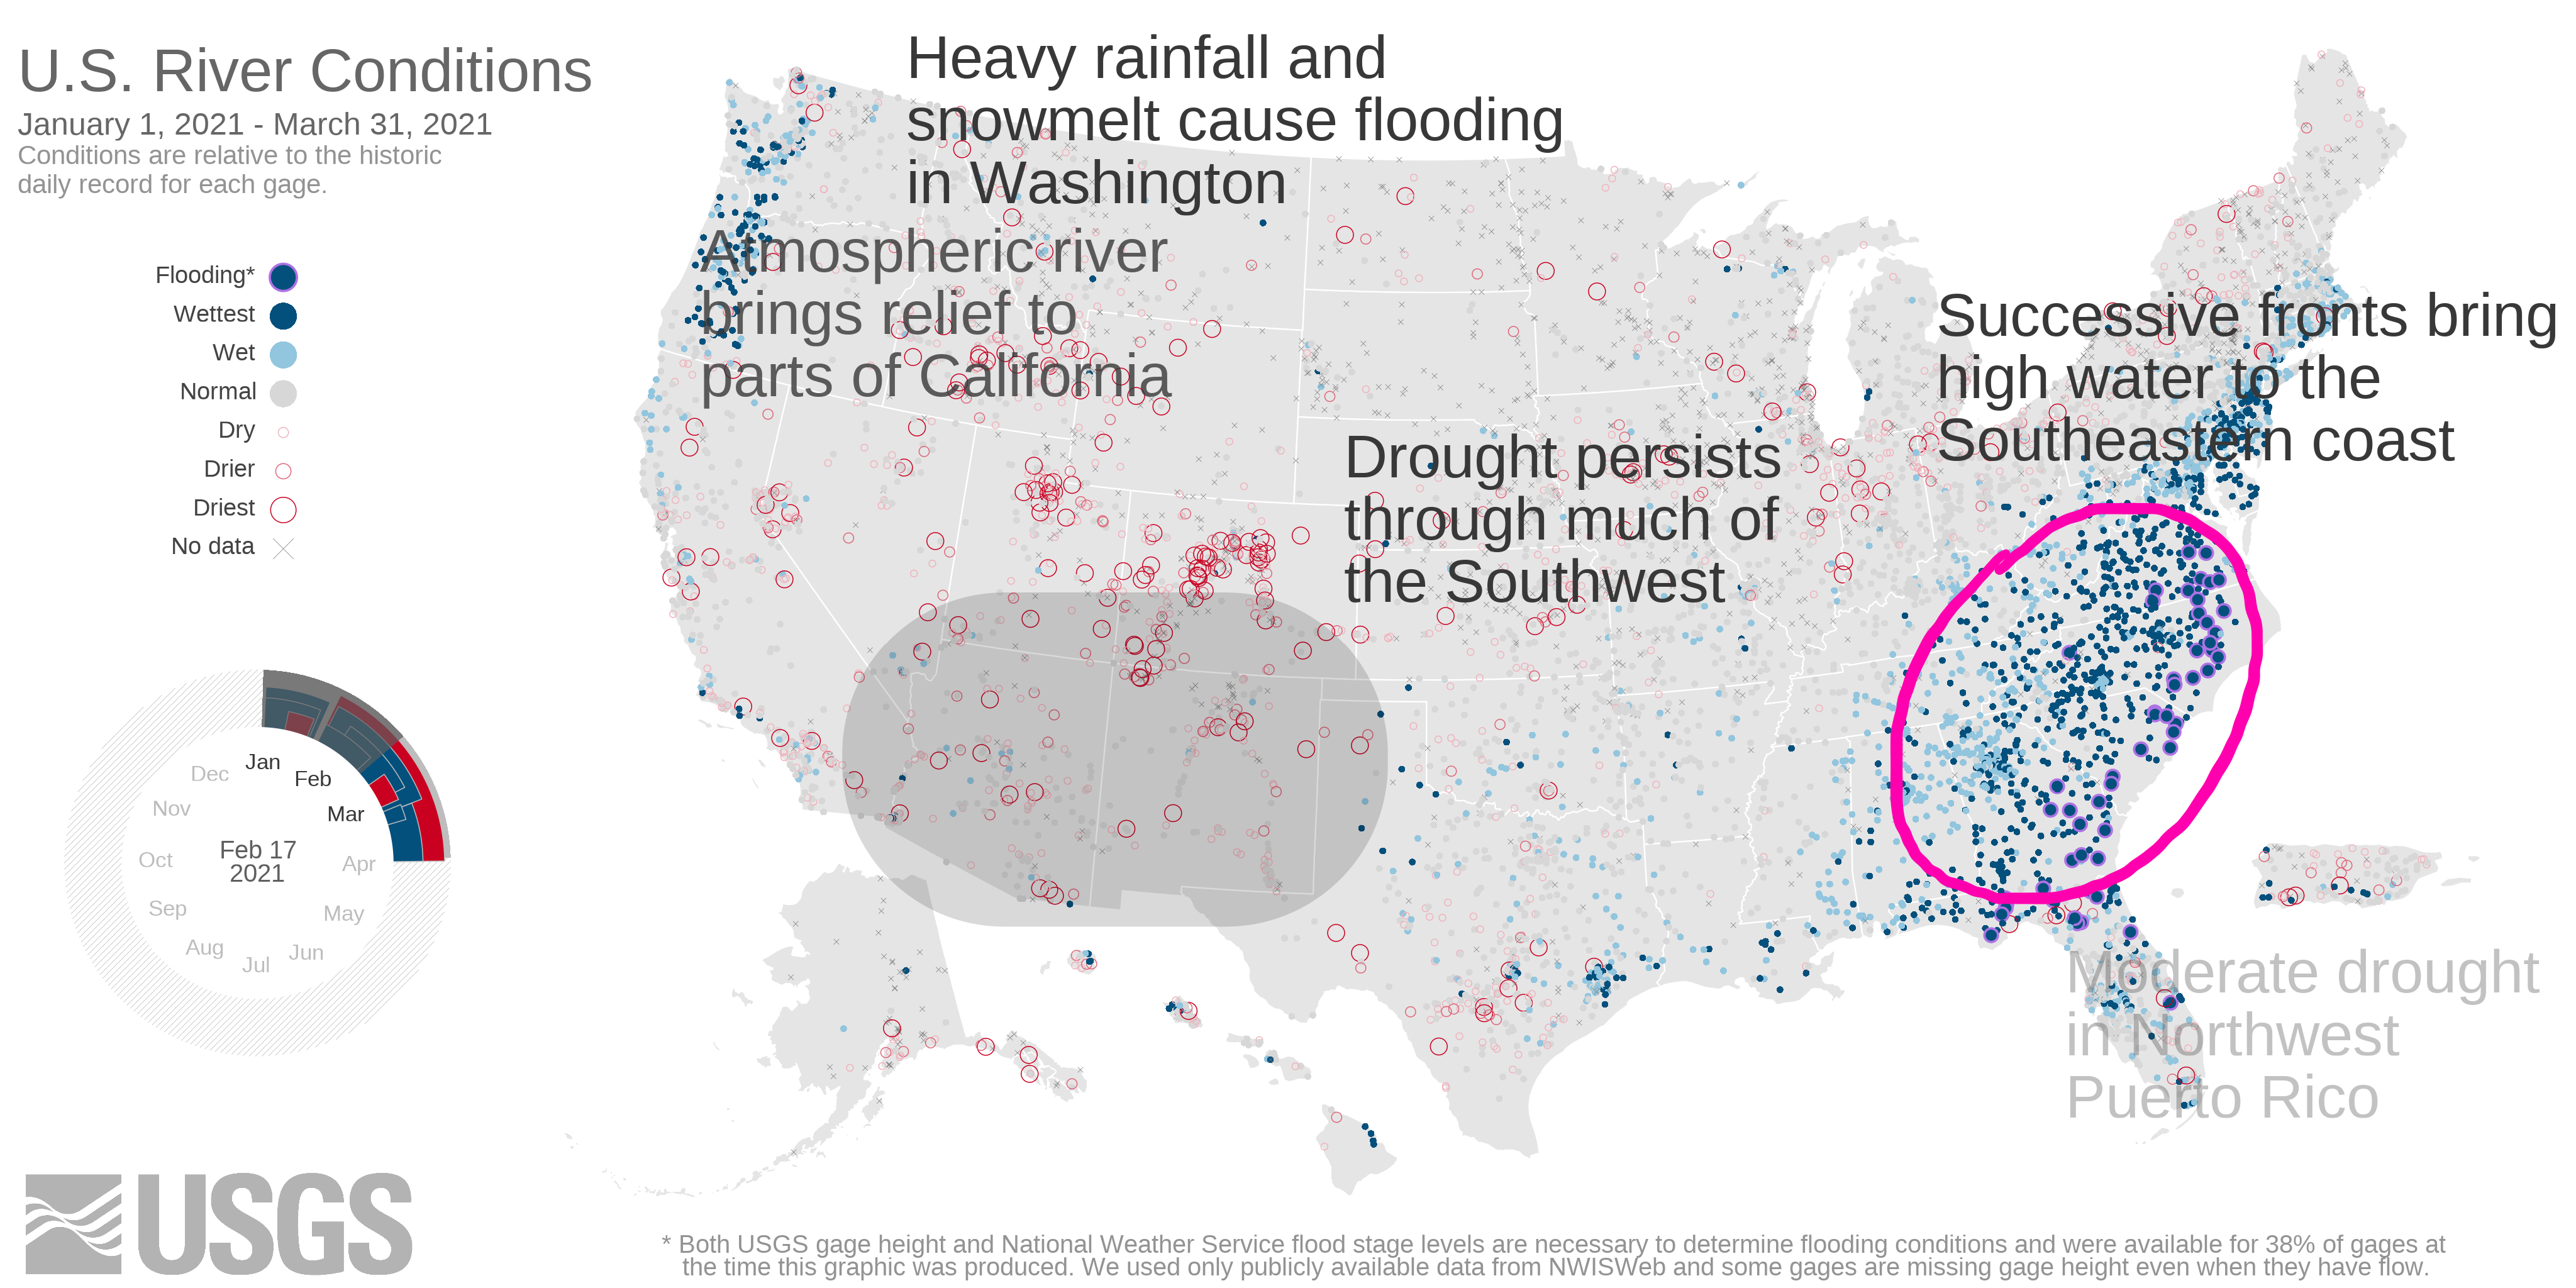 U.S. River Conditions
January 1, 2021 - March 31, 2021
Conditions are relative to the historic
daily record for each gage.
Flooding*
Wettest
Wet
Normal
Dry
Drier
Driest
No data
Heavy rainfall and
snowmelt cause flooding
in Washington
Atmospheric river
brings relief to
parts of California
Drought persists
through much of
the Southwest
Successive fronts bring
high water to the
Southeastern coast
Moderate drought
in Northwest
Puerto Rico
Jan
Feb
Mar
Apr
May
Jun
Jul
Aug
Sep
Oct
Nov
Dec
Feb 17
2021
USGS
* Both USGS gage height and National Weather Service flood stage levels are necessary to determine flooding conditions and were available for 38% of gages at
the time this graphic was produced. We used only publicly available data from NWISWeb and some gages are missing gage height even when they have flow.